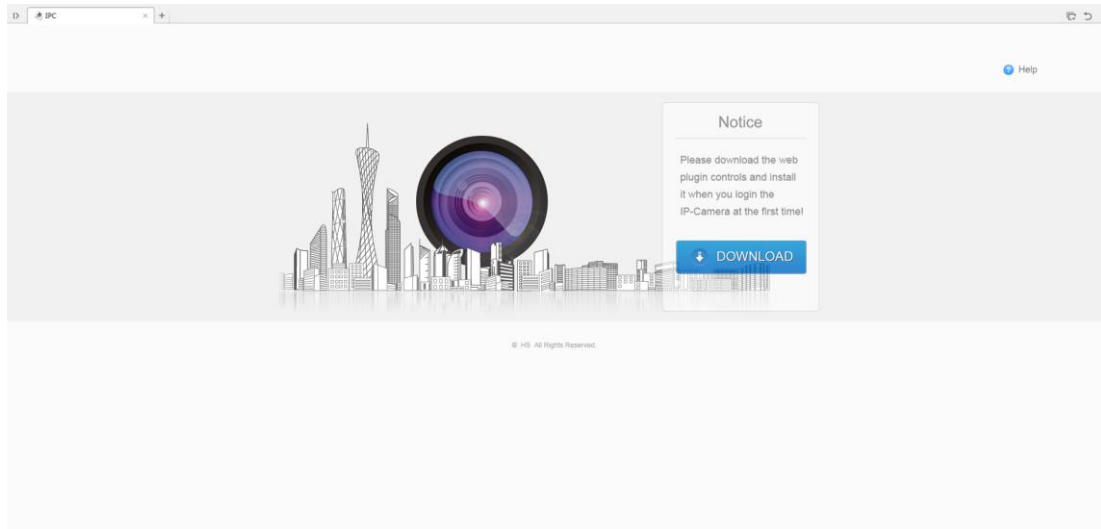 IPC
Help
Notice
Please download the web
plugin controls and install
it when you login the
IP-Camera at the first time!
DOWNLOAD
© HS All Rights Reserved.